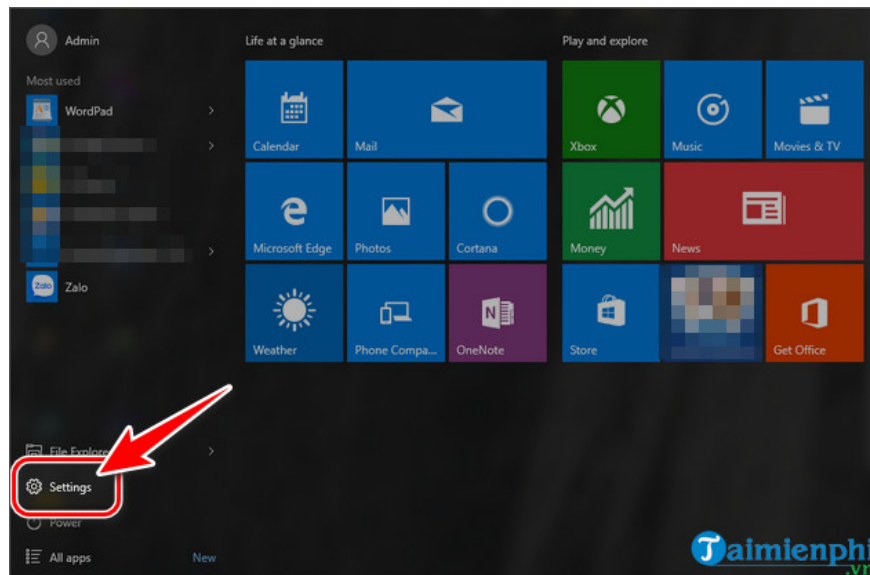 Admin
Life at a glance
Play and explore
Most used
WordPad
Calendar
Mail
Xbox
Music
Movies & TV
Microsoft Edge
Photos
Cortana
Money
News
Zalo
Zalo
Weather
Phone Compa...
OneNote
Store
Get Office
File Explorer
Settings
Power
All apps
New
Taimienphi
.vn